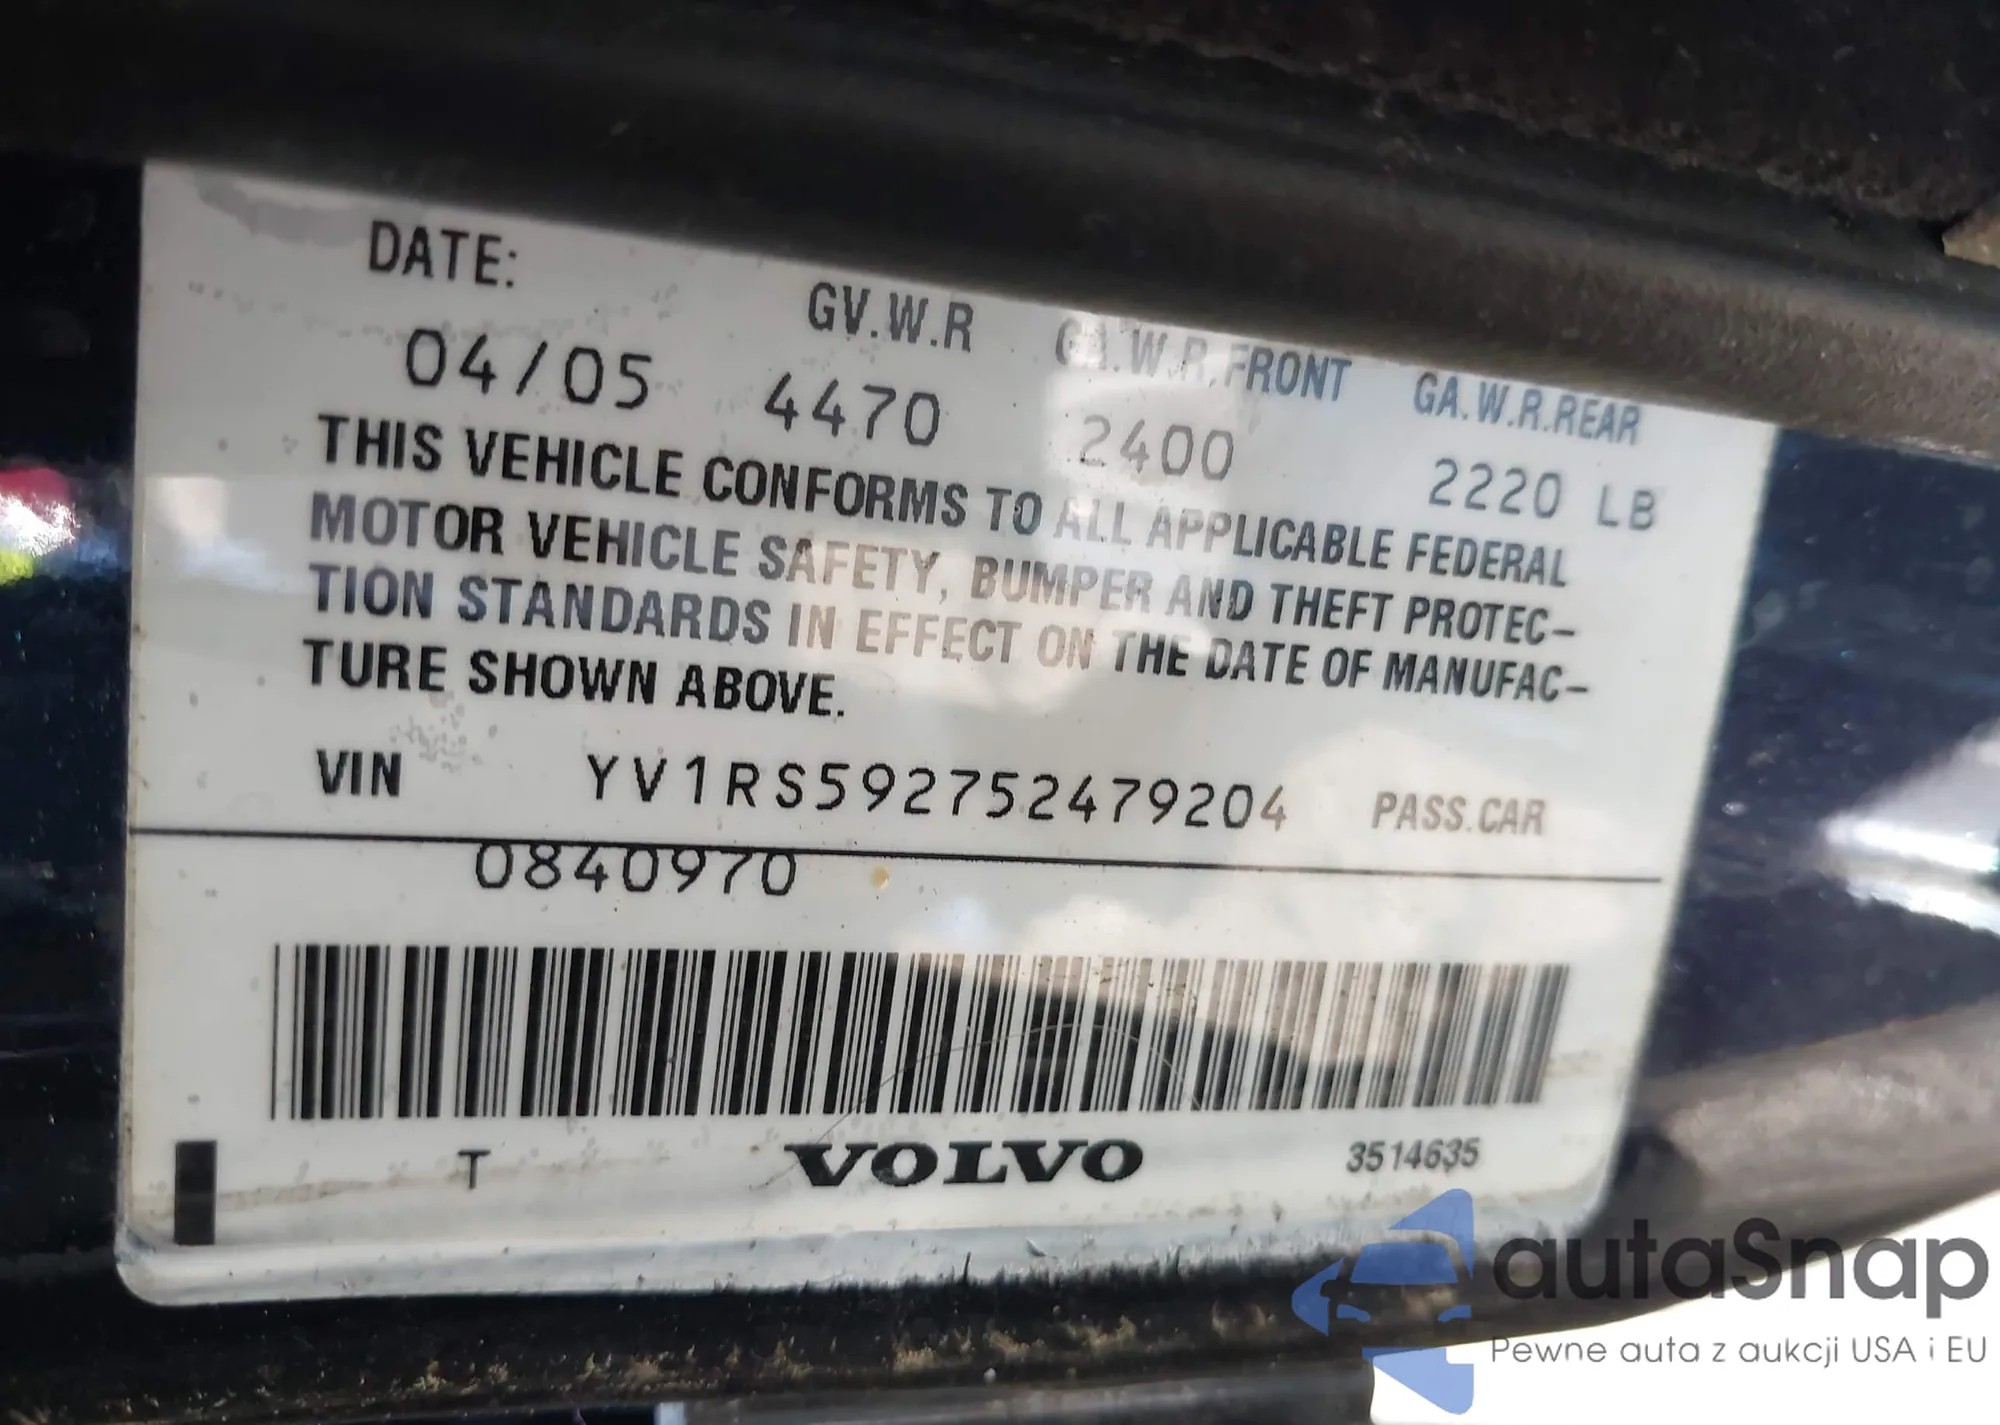 DATE: GV.W.R GA.W.R.FRONT GA.W.R.REAR
04/05 4470 2400 2220 LB
THIS VEHICLE CONFORMS TO ALL APPLICABLE FEDERAL
MOTOR VEHICLE SAFETY, BUMPER AND THEFT PROTEC-
TION STANDARDS IN EFFECT ON THE DATE OF MANUFAC-
TURE SHOWN ABOVE.
VIN YV1RS592752479204 PASS.CAR
0840970
T VOLVO 3514635
autaSnap
Pewne auta z aukcji USA i EU